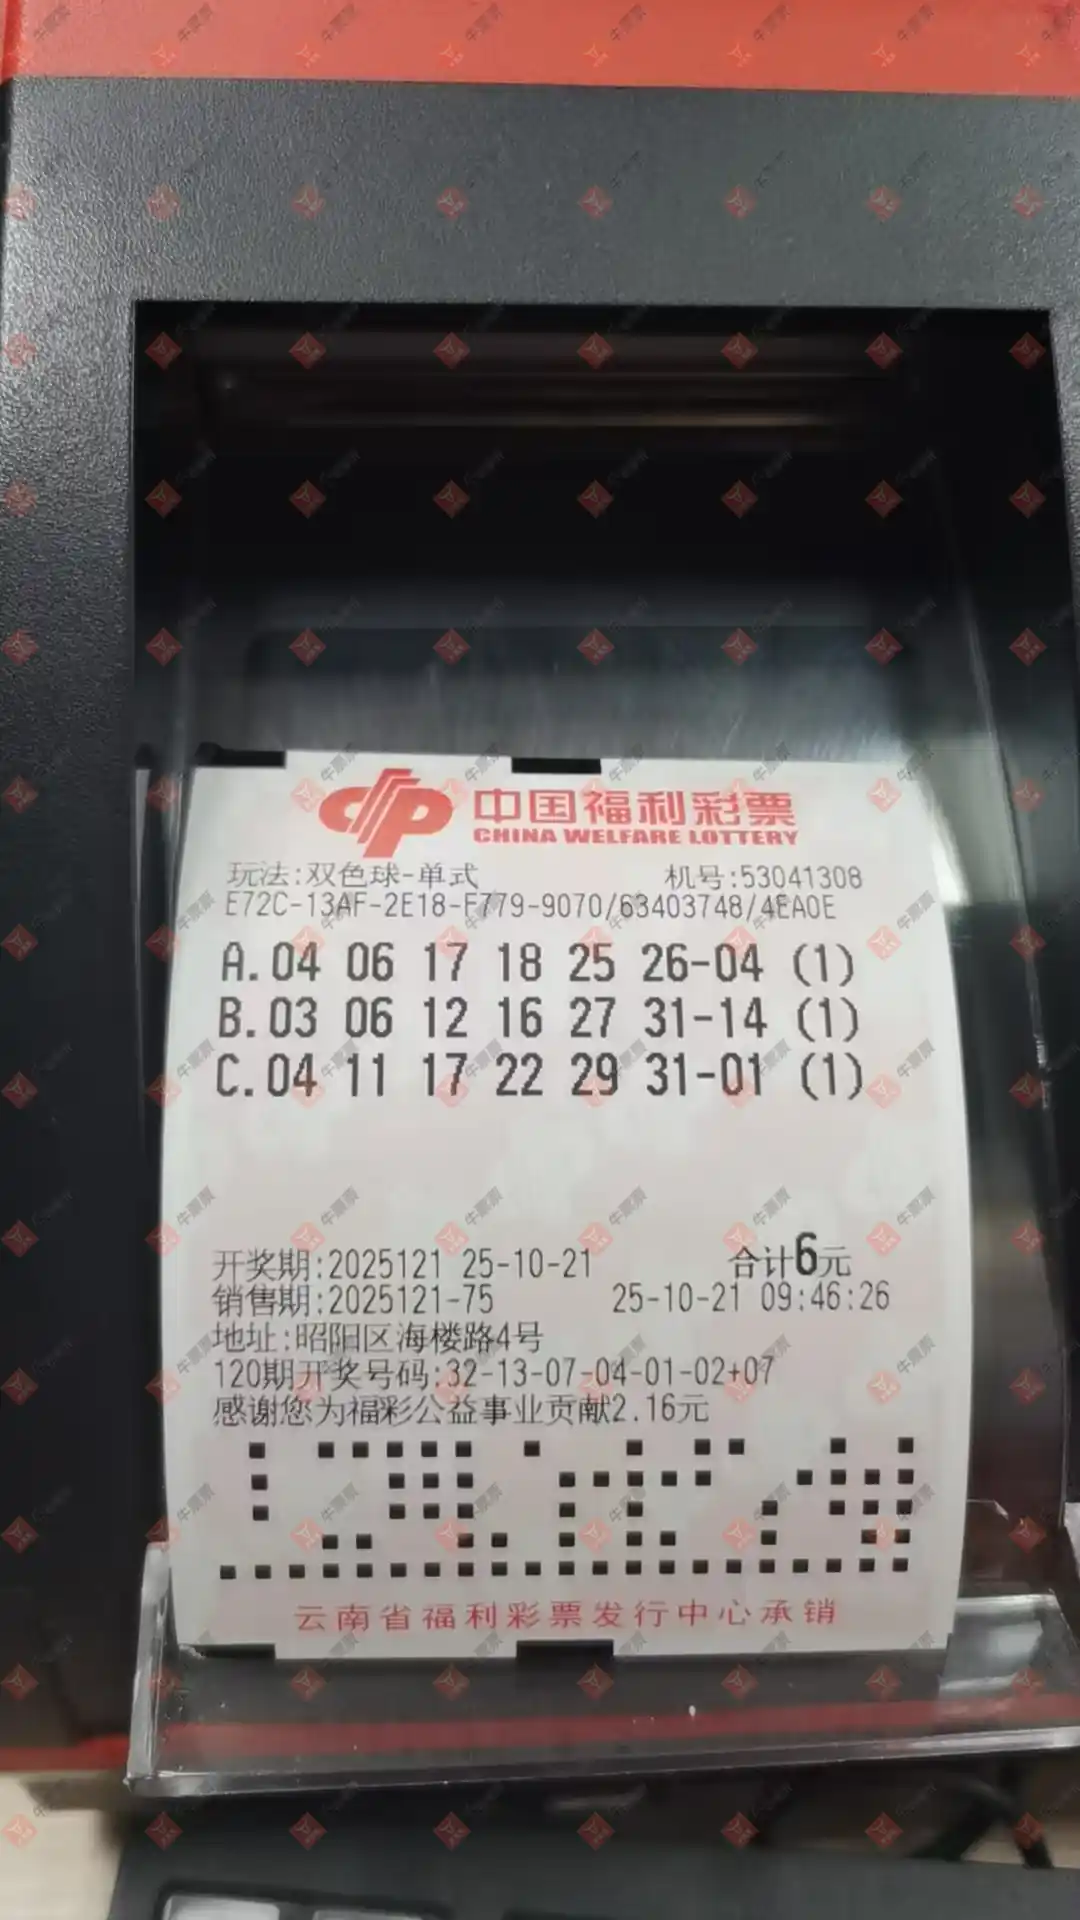 中国福利彩票
CHINA WELFARE LOTTERY
玩法:双色球-单式 机号:53041308
E72C-13AF-2E18-F779-9070/63403748/4EA0E
A.04 06 17 18 25 26-04 (1)
B.03 06 12 16 27 31-14 (1)
C.04 11 17 22 29 31-01 (1)
开奖期:2025121 25-10-21 合计6元
销售期:2025121-75 25-10-21 09:46:26
地址:昭阳区海楼路4号
120期开奖号码:32-13-07-04-01-02+07
感谢您为福彩公益事业贡献2.16元
云南省福利彩票发行中心承销
牛票票